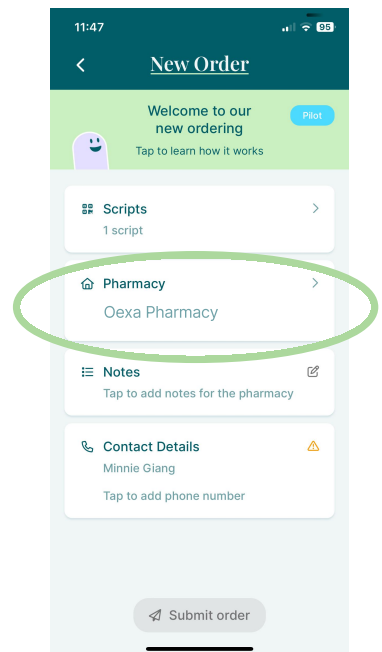 11:47
95
New Order
Welcome to our
new ordering
Pilot
Tap to learn how it works
Scripts
1 script
Pharmacy
Oexa Pharmacy
Notes
Tap to add notes for the pharmacy
Contact Details
Minnie Giang
Tap to add phone number
Submit order